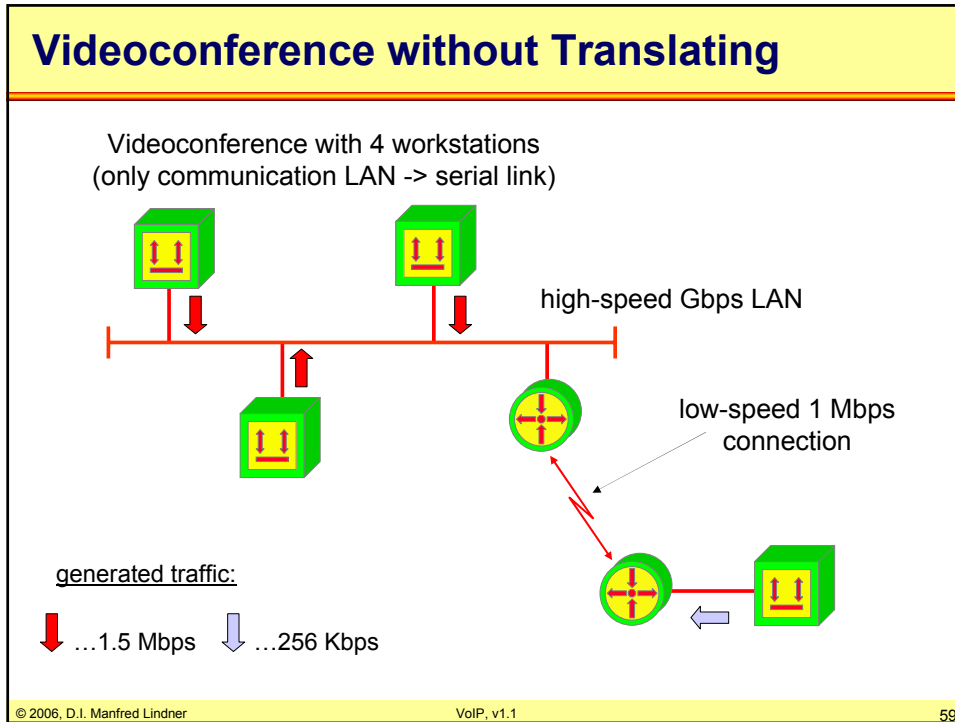 Videoconference without Translating
Videoconference with 4 workstations
(only communication LAN -> serial link)
high-speed Gbps LAN
low-speed 1 Mbps
connection
generated traffic:
…1.5 Mbps …256 Kbps
© 2006, D.I. Manfred Lindner VoIP, v1.1 59